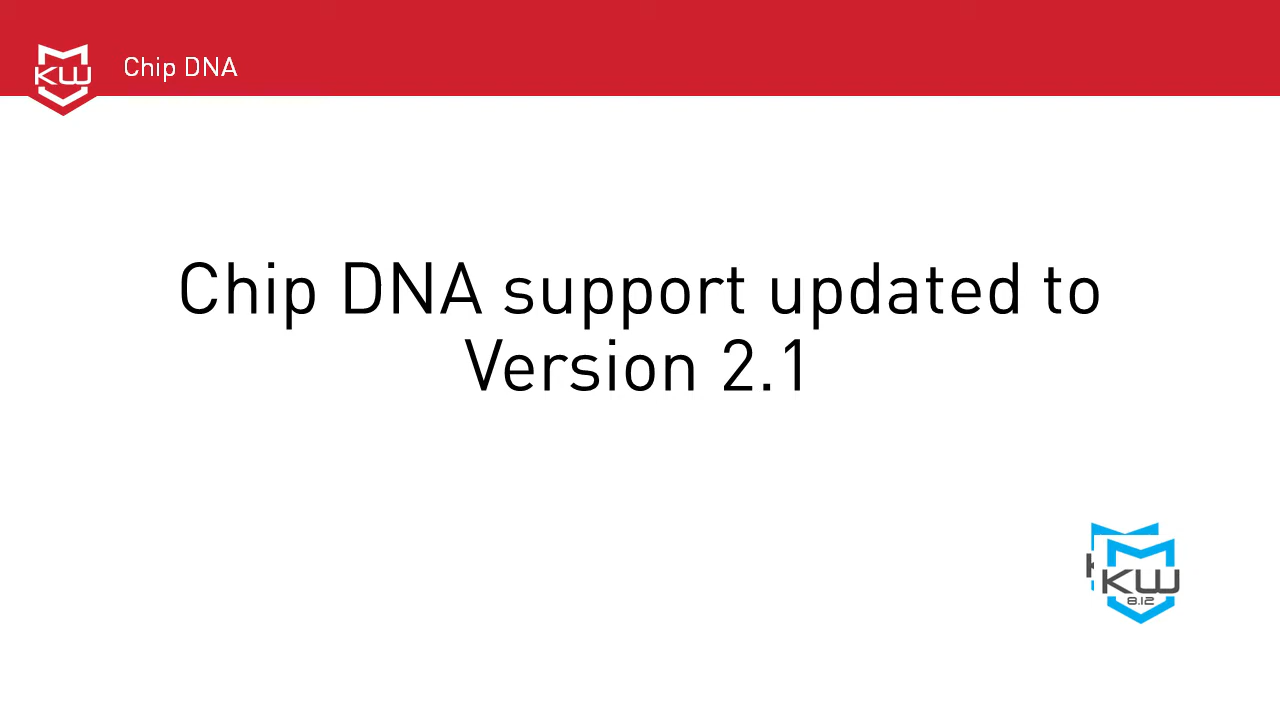 KW
Chip DNA
Chip DNA support updated to
Version 2.1
KW
8.12